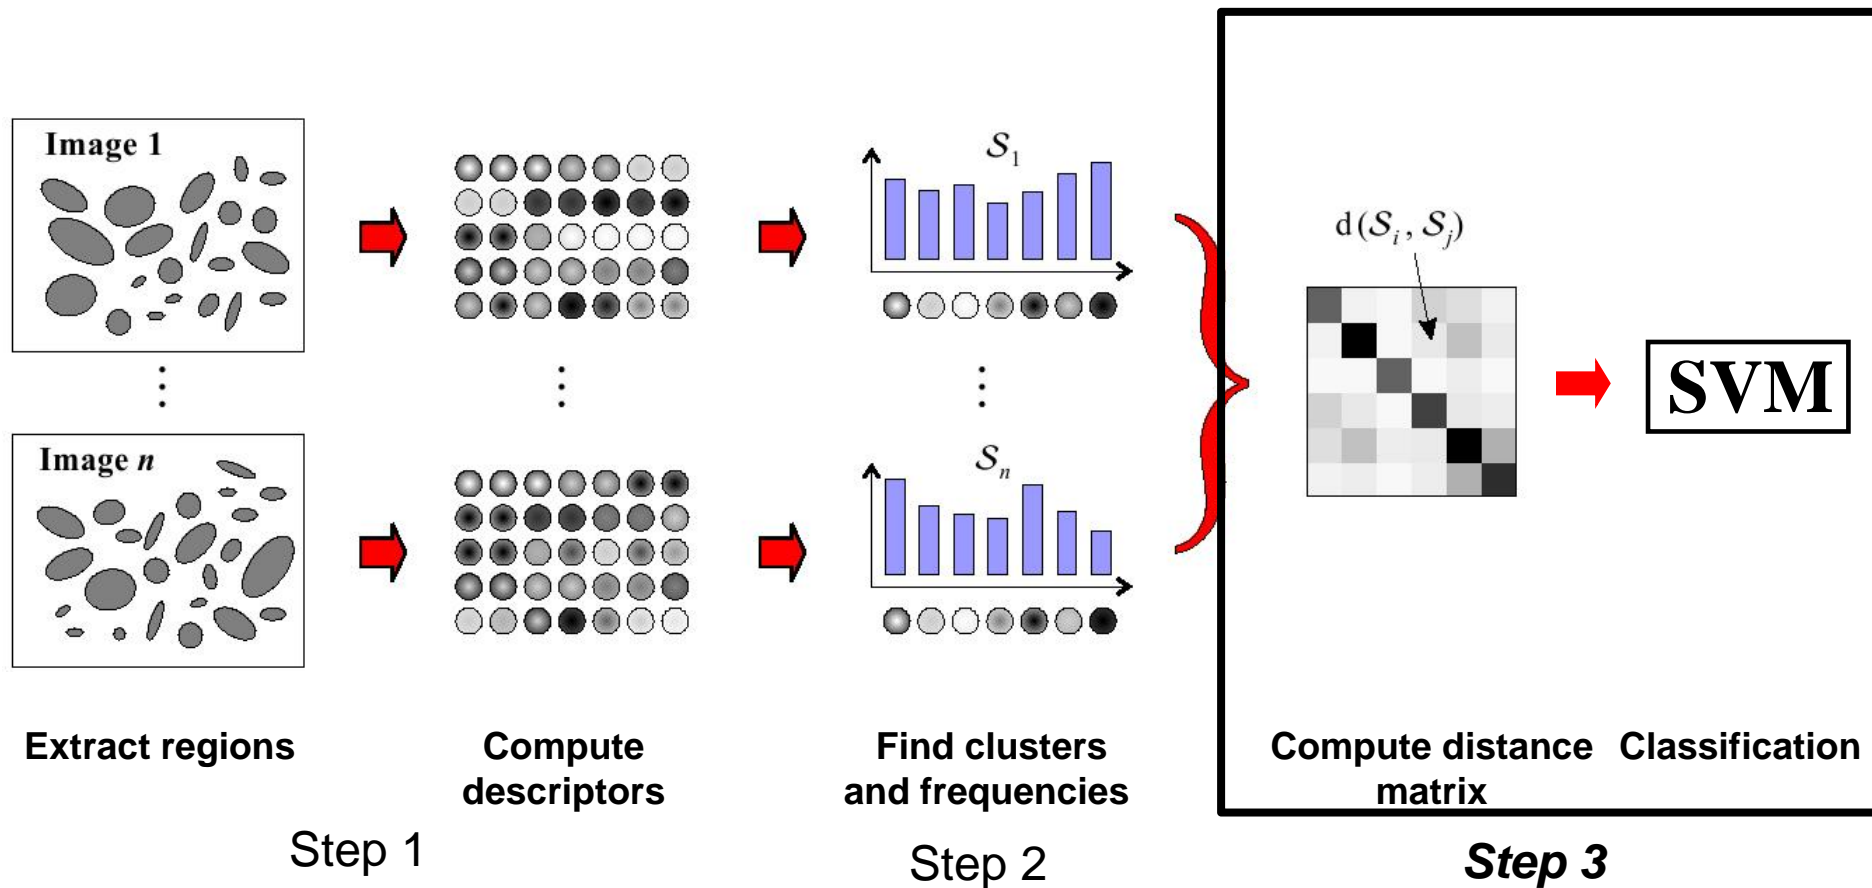 Image 1
S₁
d(Sᵢ, Sⱼ)
SVM
Image n
Sₙ
Extract regions
Compute
descriptors
Find clusters
and frequencies
Compute distance
matrix
Classification
Step 1
Step 2
Step 3